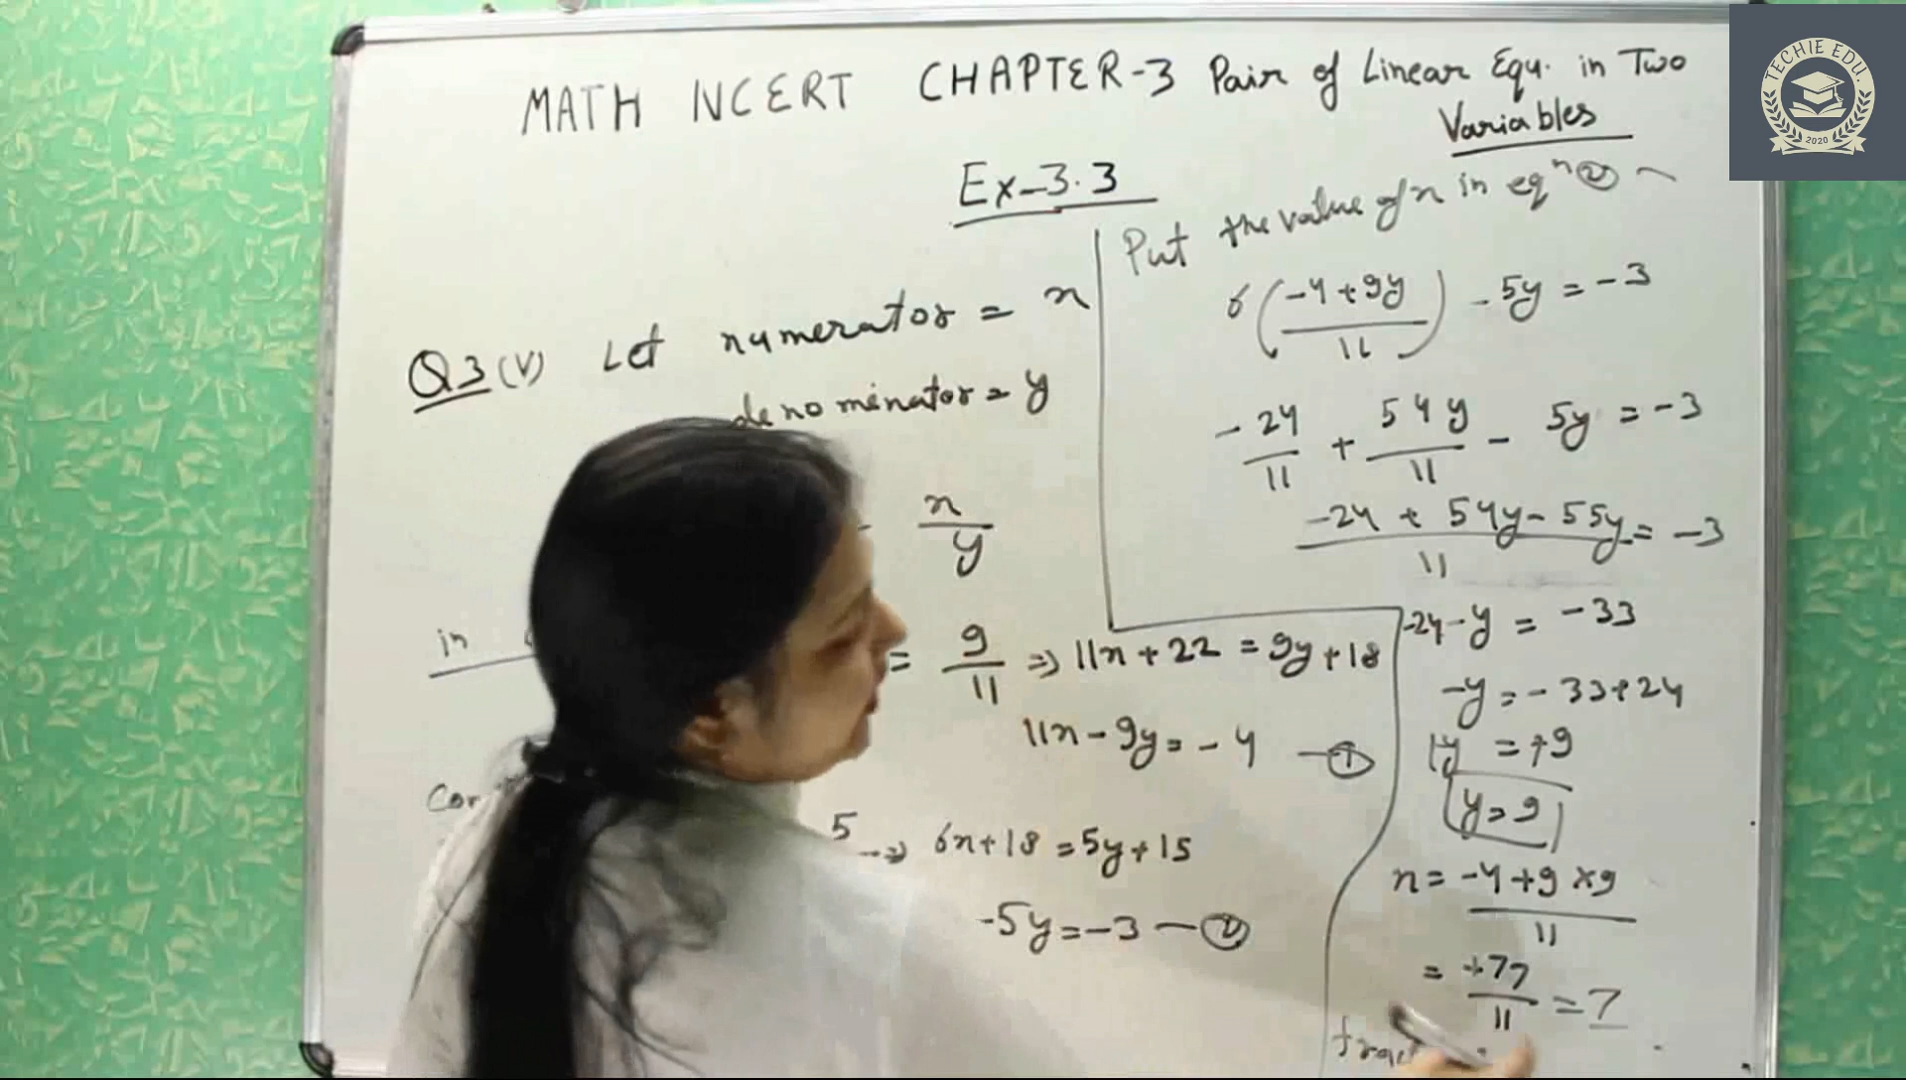 MATH NCERT CHAPTER-3 Pair of Linear Equ. in Two
Variables
Ex-3.3
Q3(V) Let numerator = x
denominator = y
x/y
in
= 9/11 => 11x + 22 = 9y + 18
11x - 9y = -4 — ①
5 => 6x + 18 = 5y + 15
-5y = -3 — ②
Put the value of x in eqⁿ ②
6(-4 + 9y / 11) - 5y = -3
-24/11 + 54y/11 - 5y = -3
-24 + 54y - 55y / 11 = -3
-24 - y = -33
-y = -33 + 24
y = +9
y = 9
x = -4 + 9 × 9 / 11
= +77/11 = 7
TECHIE EDU.
2020